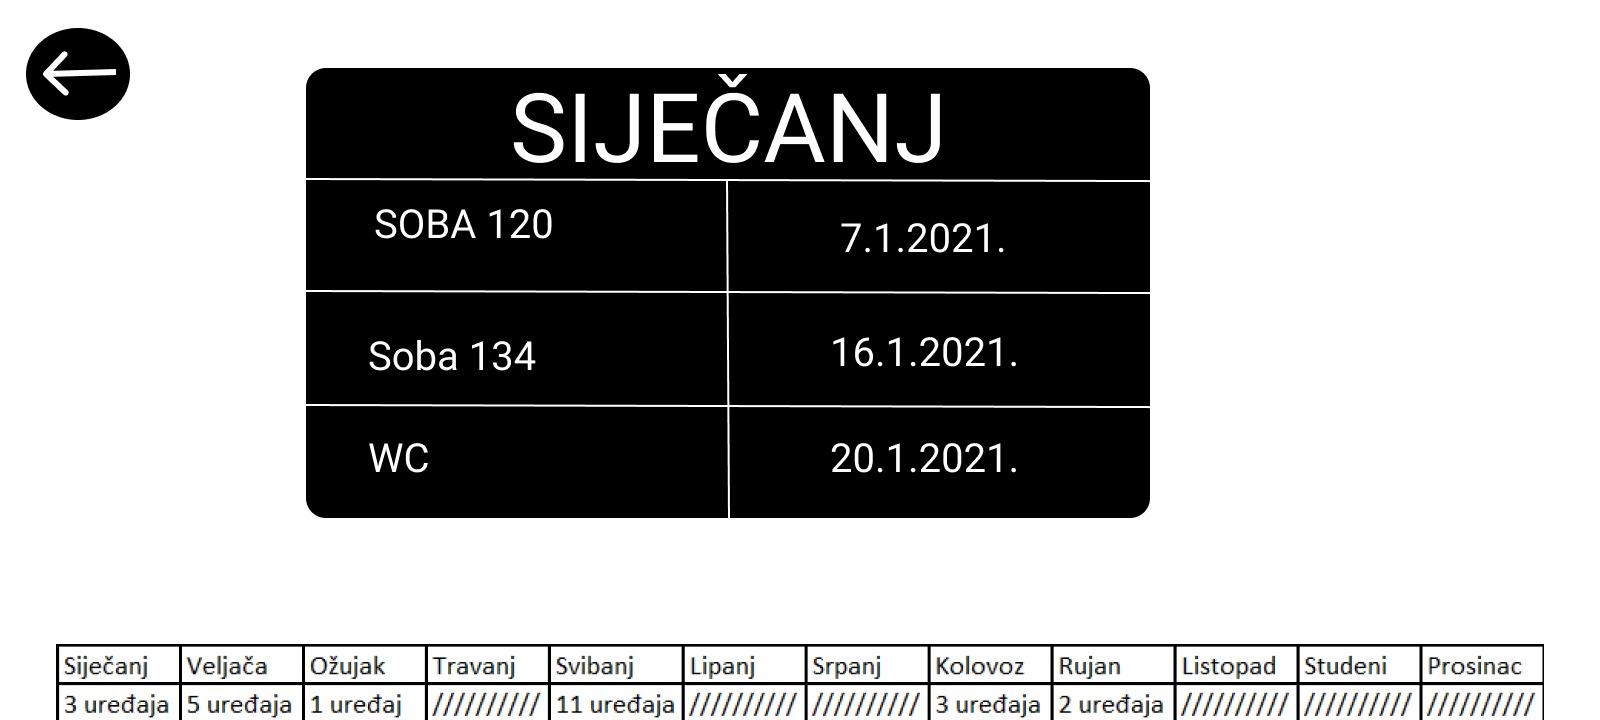 SIJEČANJ
SOBA 120 7.1.2021.
Soba 134 16.1.2021.
WC 20.1.2021.
Siječanj Veljača Ožujak Travanj Svibanj Lipanj Srpanj Kolovoz Rujan Listopad Studeni Prosinac
3 uređaja 5 uređaja 1 uređaj ////////// 11 uređaja ////////// ////////// 3 uređaja 2 uređaja ////////// ////////// //////////